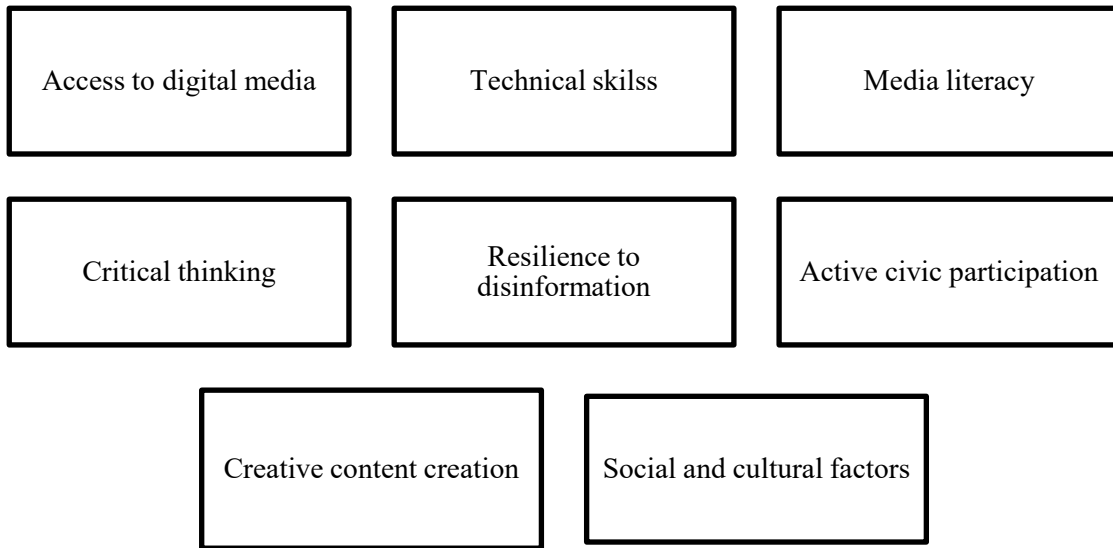 Access to digital media
Technical skilss
Media literacy
Critical thinking
Resilience to
disinformation
Active civic participation
Creative content creation
Social and cultural factors